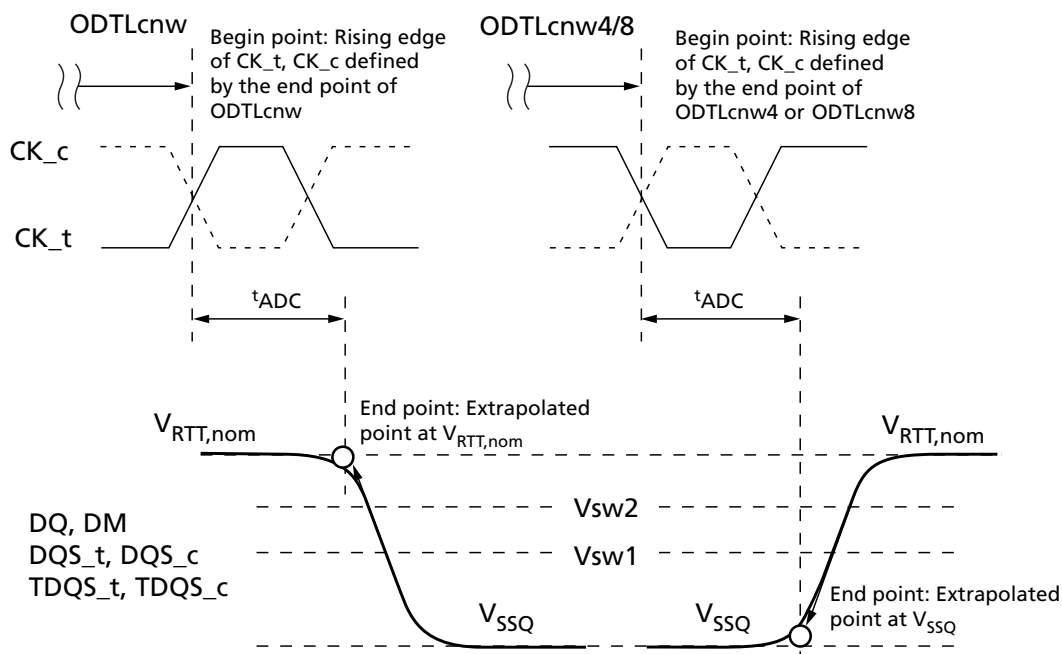 ODTLcnw
Begin point: Rising edge
of CK_t, CK_c defined
by the end point of
ODTLcnw
ODTLcnw4/8
Begin point: Rising edge
of CK_t, CK_c defined
by the end point of
ODTLcnw4 or ODTLcnw8
CK_c
CK_t
tADC
tADC
End point: Extrapolated
point at VRTT,nom
VRTT,nom
VRTT,nom
Vsw2
Vsw1
DQ, DM
DQS_t, DQS_c
TDQS_t, TDQS_c
VSSQ
VSSQ
End point: Extrapolated
point at VSSQ